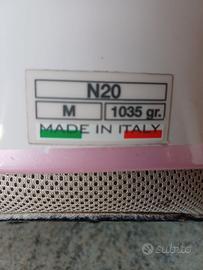 N20
M 1035 gr.
MADE IN ITALY
subito